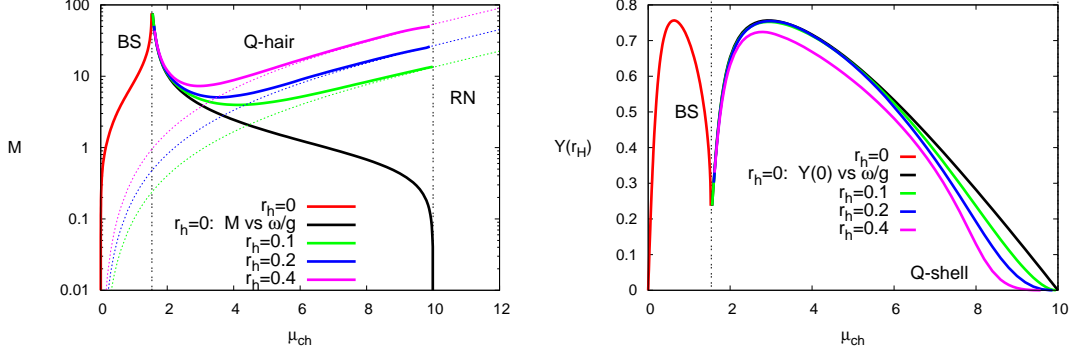 100
10
1
0.1
0.01
M
BS
Q-hair
RN
r_h=0
r_h=0: M vs ω/g
r_h=0.1
r_h=0.2
r_h=0.4
0 2 4 6 8 10 12
μ_ch
0.8
0.7
0.6
0.5
0.4
0.3
0.2
0.1
0
Y(r_H)
BS
r_h=0
r_h=0: Y(0) vs ω/g
r_h=0.1
r_h=0.2
r_h=0.4
Q-shell
0 2 4 6 8 10
μ_ch